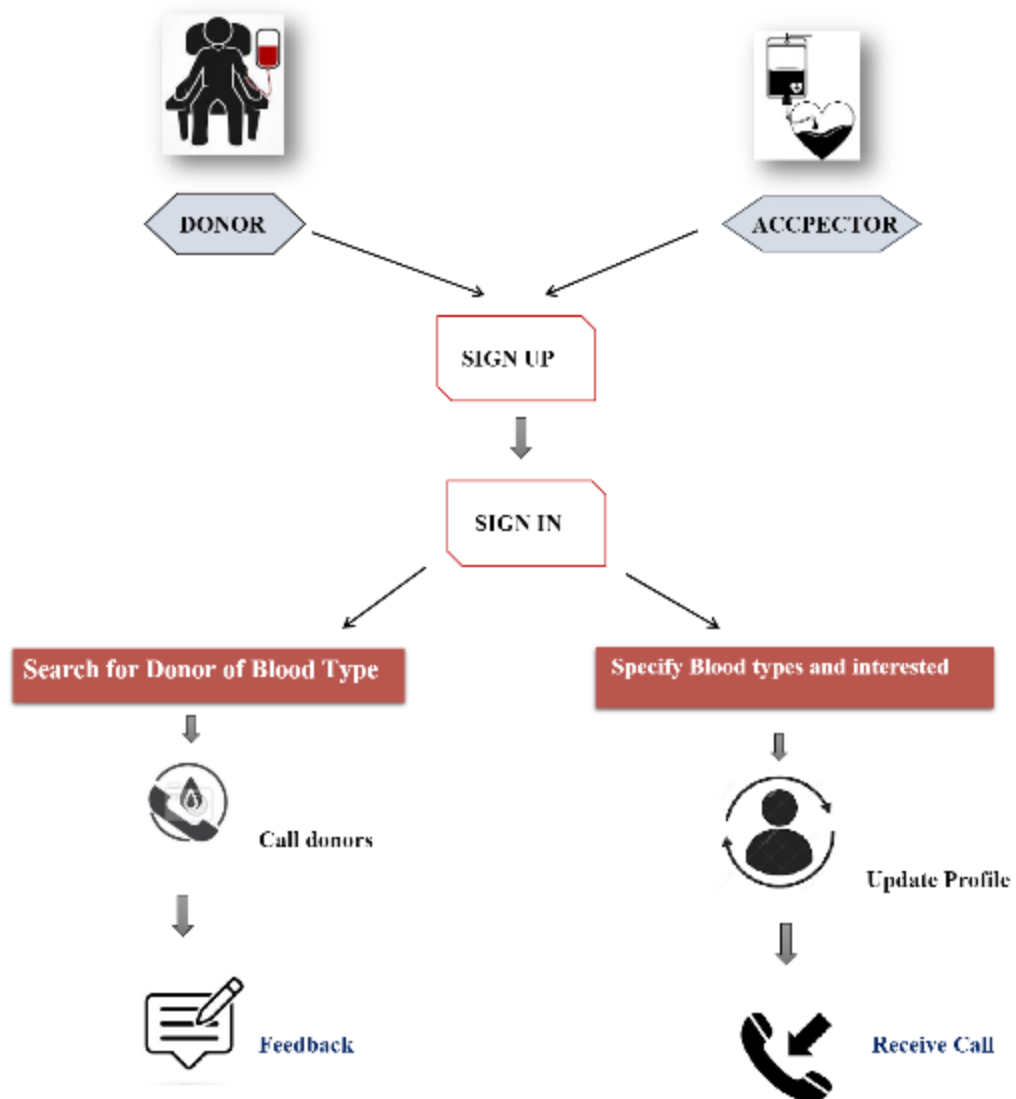 DONOR
ACCPECTOR
SIGN UP
SIGN IN
Search for Donor of Blood Type
Specify Blood types and interested
Call donors
Update Profile
Feedback
Receive Call